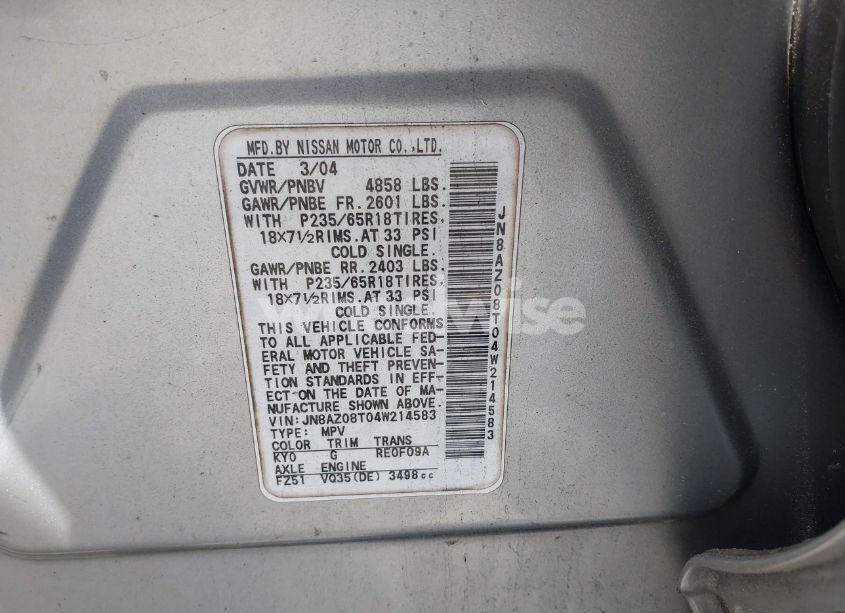 MFD.BY NISSAN MOTOR CO.,LTD.
DATE 3/04
GVWR/PNBV 4858 LBS.
GAWR/PNBE FR. 2601 LBS.
WITH P235/65R18TIRES,
18X7½RIMS.AT 33 PSI
COLD SINGLE.
GAWR/PNBE RR. 2403 LBS.
WITH P235/65R18TIRES,
18X7½RIMS.AT 33 PSI
COLD SINGLE.
THIS VEHICLE CONFORMS
TO ALL APPLICABLE FED-
ERAL MOTOR VEHICLE SA-
FETY AND THEFT PREVEN-
TION STANDARDS IN EFF-
ECT ON THE DATE OF MA-
NUFACTURE SHOWN ABOVE.
VIN: JN8AZ08T04W214583
TYPE: MPV
COLOR TRIM TRANS
KY0 G RE0F09A
AXLE ENGINE
FZ51 VQ35(DE) 3498cc
JN8AZ08T04W214583